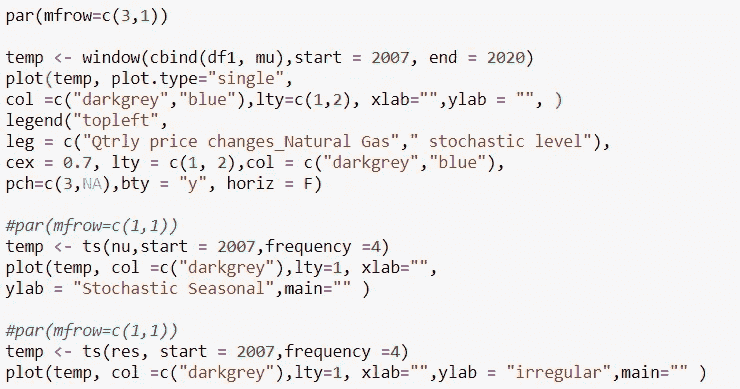 par(mfrow=c(3,1))
temp <- window(cbind(df1, mu),start = 2007, end = 2020)
plot(temp, plot.type="single",
col =c("darkgrey","blue"),lty=c(1,2), xlab="",ylab = "", )
legend("topleft",
leg = c("Qtrly price changes_Natural Gas"," stochastic level"),
cex = 0.7, lty = c(1, 2),col = c("darkgrey","blue"),
pch=c(3,NA),bty = "y", horiz = F)
#par(mfrow=c(1,1))
temp <- ts(nu,start = 2007,frequency =4)
plot(temp, col =c("darkgrey"),lty=1, xlab="",
ylab = "Stochastic Seasonal",main="" )
#par(mfrow=c(1,1))
temp <- ts(res, start = 2007,frequency =4)
plot(temp, col =c("darkgrey"),lty=1, xlab="",ylab = "irregular",main="" )